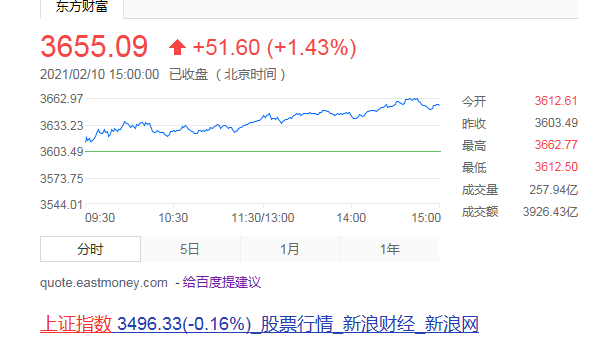 东方财富
3655.09 +51.60 (+1.43%)
2021/02/10 15:00:00 已收盘 (北京时间)
3662.97
3633.23
3603.49
3573.75
3544.01
09:30 10:30 11:30/13:00 14:00 15:00
今开 3612.61
昨收 3603.49
最高 3662.77
最低 3612.50
成交量 257.94亿
成交额 3926.43亿
分时 5日 1月 1年
quote.eastmoney.com - 给百度提建议
上证指数 3496.33(-0.16%)_股票行情_新浪财经_新浪网